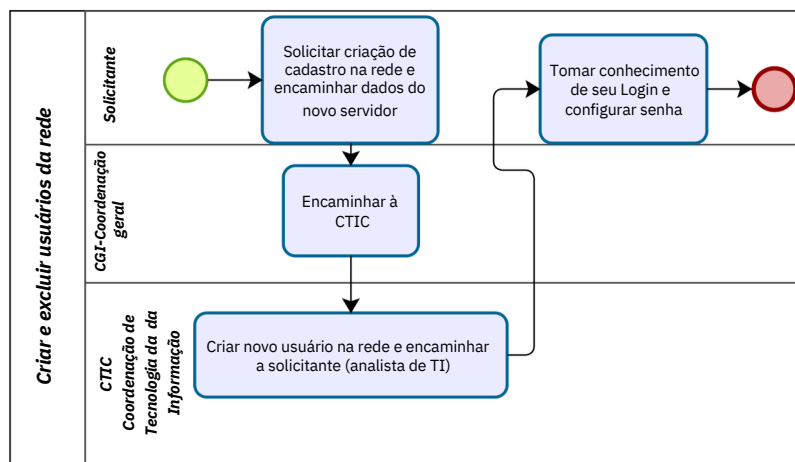 Criar e excluir usuários da rede
Solicitante
Solicitar criação de
cadastro na rede e
encaminhar dados do
novo servidor
Tomar conhecimento
de seu Login e
configurar senha
CGI-Coordenação
geral
Encaminhar à
CTIC
CTIC
Coordenação de
Tecnologia da da
Informação
Criar novo usuário na rede e encaminhar
a solicitante (analista de TI)